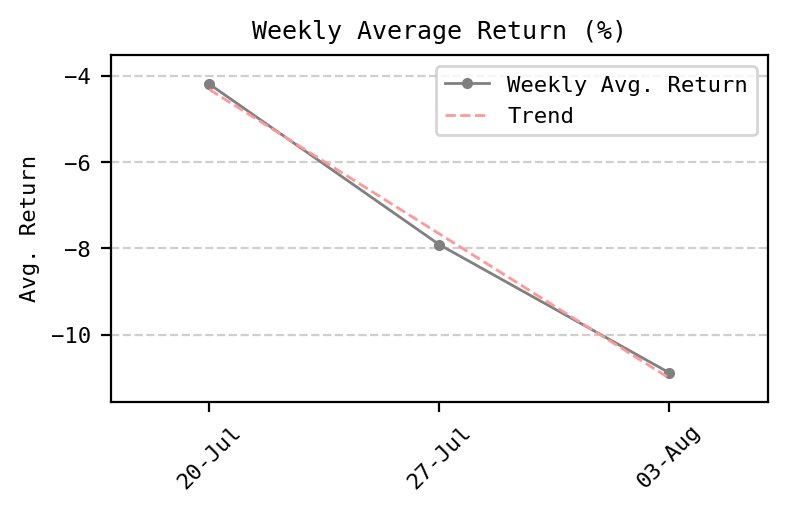 Weekly Average Return (%)
Weekly Avg. Return
Trend
Avg. Return
−4
−6
−8
−10
20-Jul
27-Jul
03-Aug